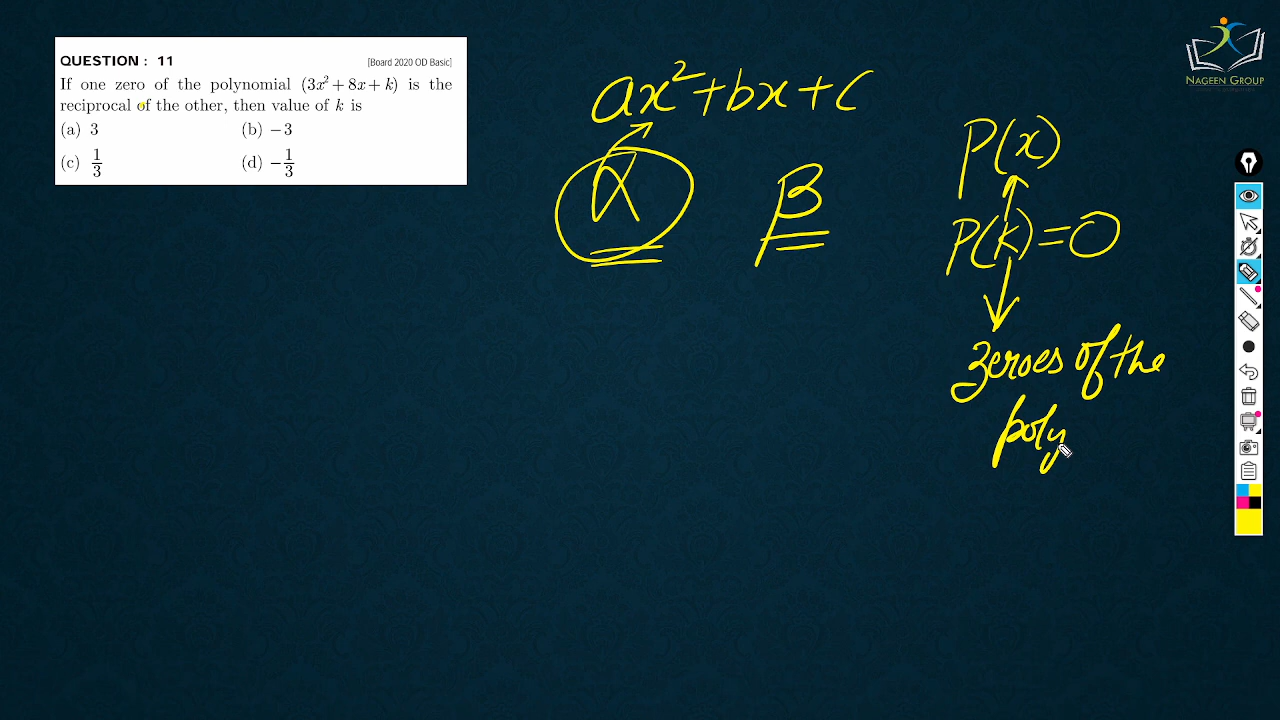 QUESTION : 11 [Board 2020 OD Basic]
If one zero of the polynomial (3x² + 8x + k) is the
reciprocal of the other, then value of k is
(a) 3 (b) −3
(c) 1/3 (d) −1/3
ax² + bx + c
α β
P(x)
P(k) = 0
zeroes of the
poly
NAGEEN GROUP